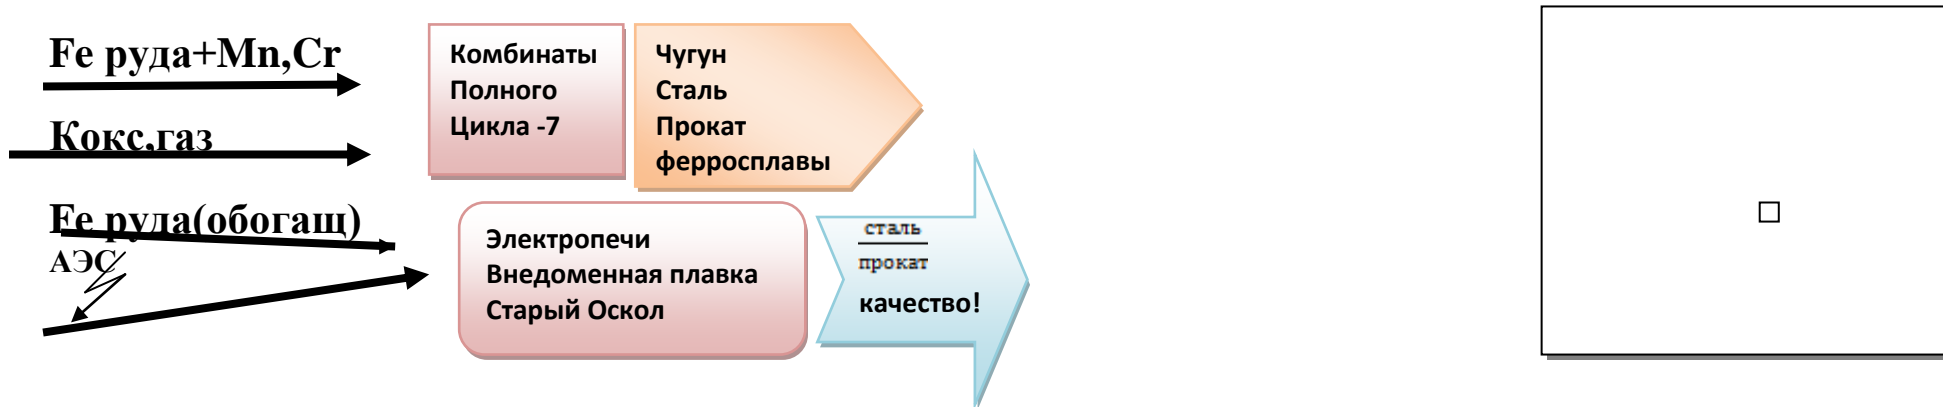 Fe руда+Mn,Cr
Кокс,газ
Fe руда(обогащ)
АЭС
Комбинаты
Полного
Цикла -7
Чугун
Сталь
Прокат
ферросплавы
Электропечи
Внедоменная плавка
Старый Оскол
сталь
прокат
качество!